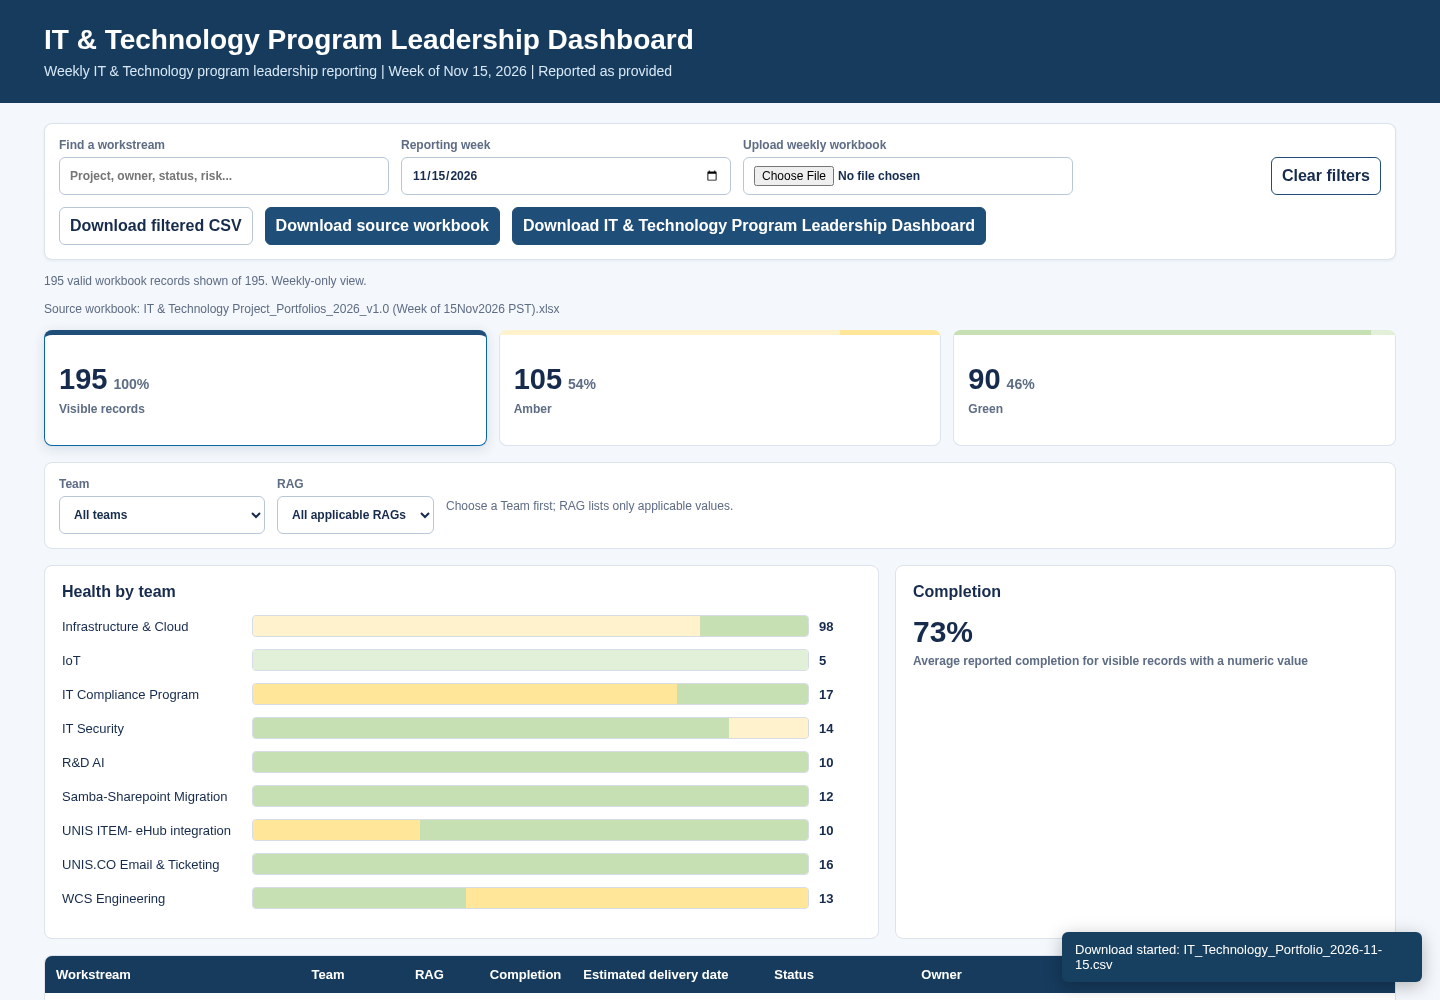 IT & Technology Program Leadership Dashboard
Weekly IT & Technology program leadership reporting | Week of Nov 15, 2026 | Reported as provided
Find a workstream
Reporting week
Upload weekly workbook
Project, owner, status, risk...
11/15/2026
Choose File No file chosen
Clear filters
Download filtered CSV
Download source workbook
Download IT & Technology Program Leadership Dashboard
195 valid workbook records shown of 195. Weekly-only view.
Source workbook: IT & Technology Project_Portfolios_2026_v1.0 (Week of 15Nov2026 PST).xlsx
195 100%
Visible records
105 54%
Amber
90 46%
Green
Team
RAG
All teams
All applicable RAGs
Choose a Team first; RAG lists only applicable values.
Health by team
Infrastructure & Cloud 98
IoT 5
IT Compliance Program 17
IT Security 14
R&D AI 10
Samba-Sharepoint Migration 12
UNIS ITEM- eHub integration 10
UNIS.CO Email & Ticketing 16
WCS Engineering 13
Completion
73%
Average reported completion for visible records with a numeric value
Workstream Team RAG Completion Estimated delivery date Status Owner
Download started: IT_Technology_Portfolio_2026-11-
15.csv